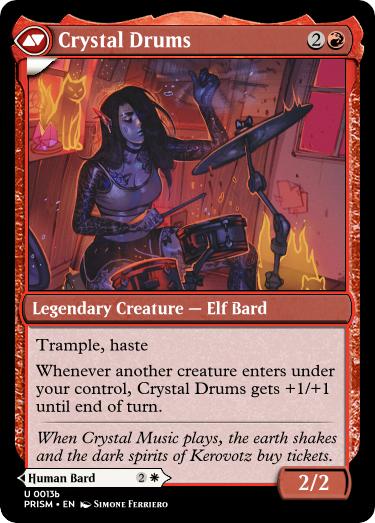 Crystal Drums 2
Legendary Creature — Elf Bard
Trample, haste
Whenever another creature enters under
your control, Crystal Drums gets +1/+1
until end of turn.
When Crystal Music plays, the earth shakes
and the dark spirits of Kerovotz buy tickets.
Human Bard 2
2/2
U 0013b
PRISM • EN Simone Ferriero